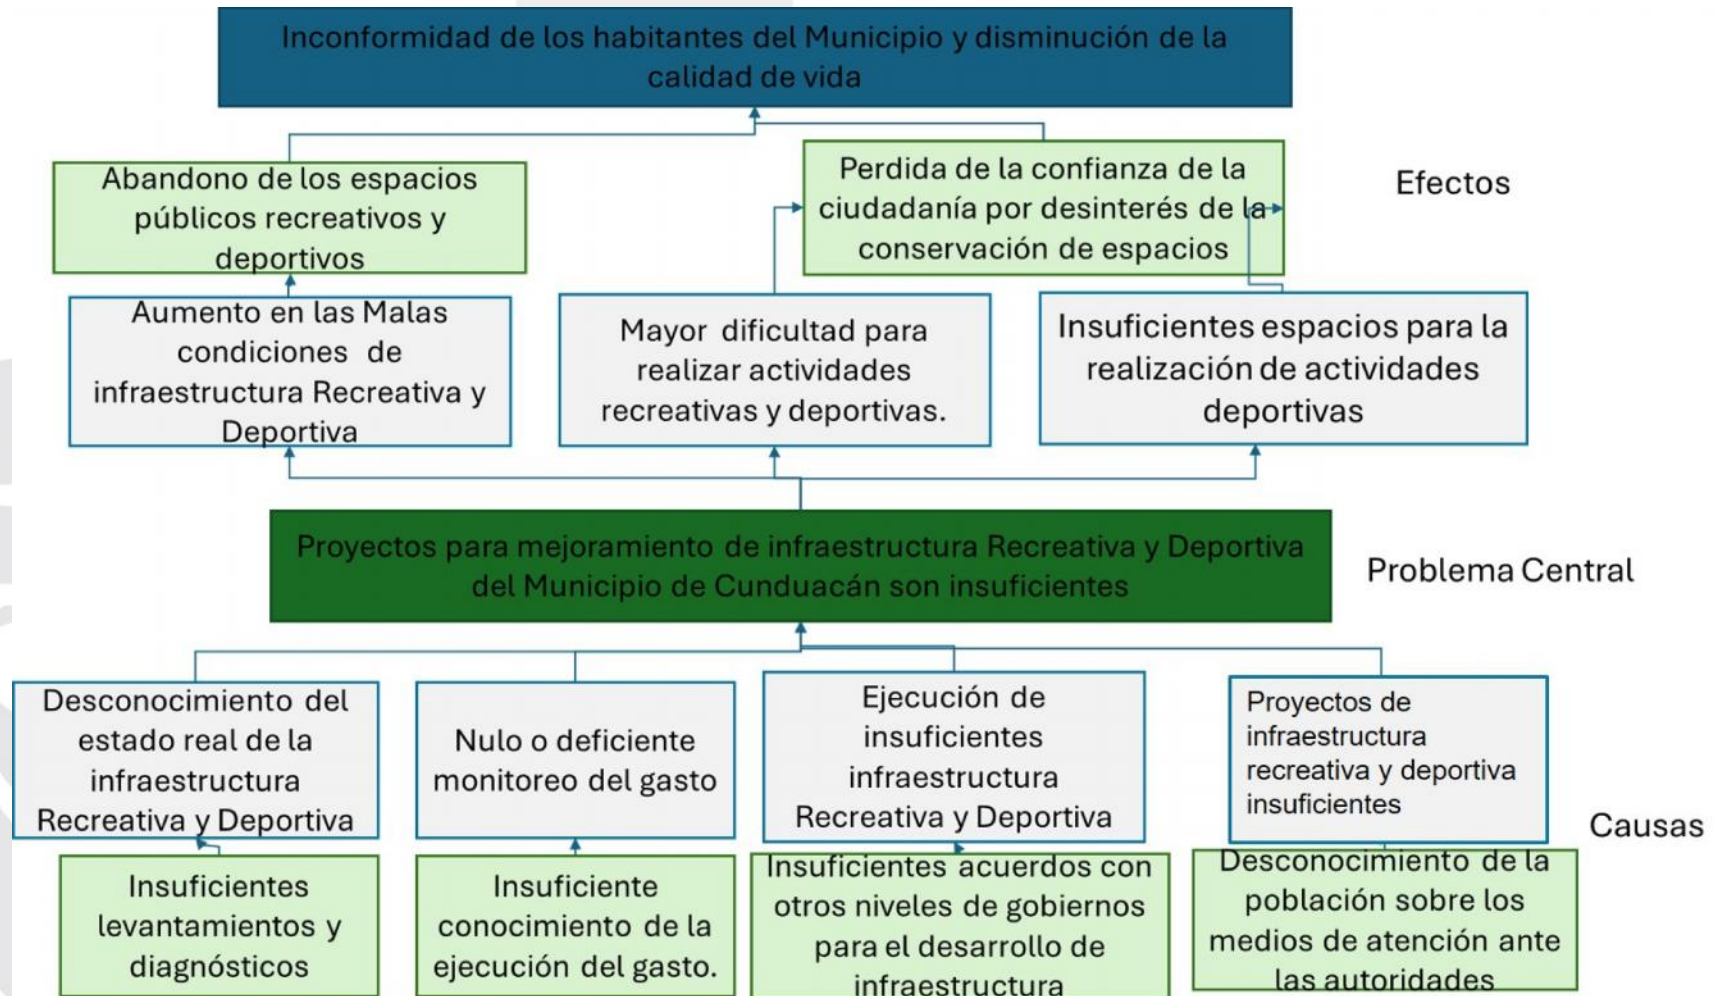 Inconformidad de los habitantes del Municipio y disminución de la
calidad de vida
Abandono de los espacios
públicos recreativos y
deportivos
Perdida de la confianza de la
ciudadanía por desinterés de la
conservación de espacios
Efectos
Aumento en las Malas
condiciones de
infraestructura Recreativa y
Deportiva
Mayor dificultad para
realizar actividades
recreativas y deportivas.
Insuficientes espacios para la
realización de actividades
deportivas
Proyectos para mejoramiento de infraestructura Recreativa y Deportiva
del Municipio de Cunduacán son insuficientes
Problema Central
Desconocimiento del
estado real de la
infraestructura
Recreativa y Deportiva
Nulo o deficiente
monitoreo del gasto
Ejecución de
insuficientes
infraestructura
Recreativa y Deportiva
Proyectos de
infraestructura
recreativa y deportiva
insuficientes
Causas
Insuficientes
levantamientos y
diagnósticos
Insuficiente
conocimiento de la
ejecución del gasto.
Insuficientes acuerdos con
otros niveles de gobiernos
para el desarrollo de
infraestructura
Desconocimiento de la
población sobre los
medios de atención ante
las autoridades